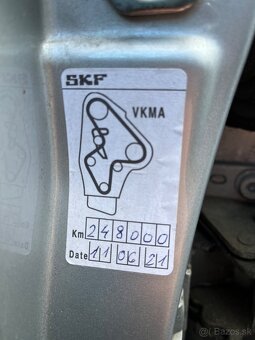 SKF
VKMA
Km 248000
Date 11 06 21
Bazos.sk